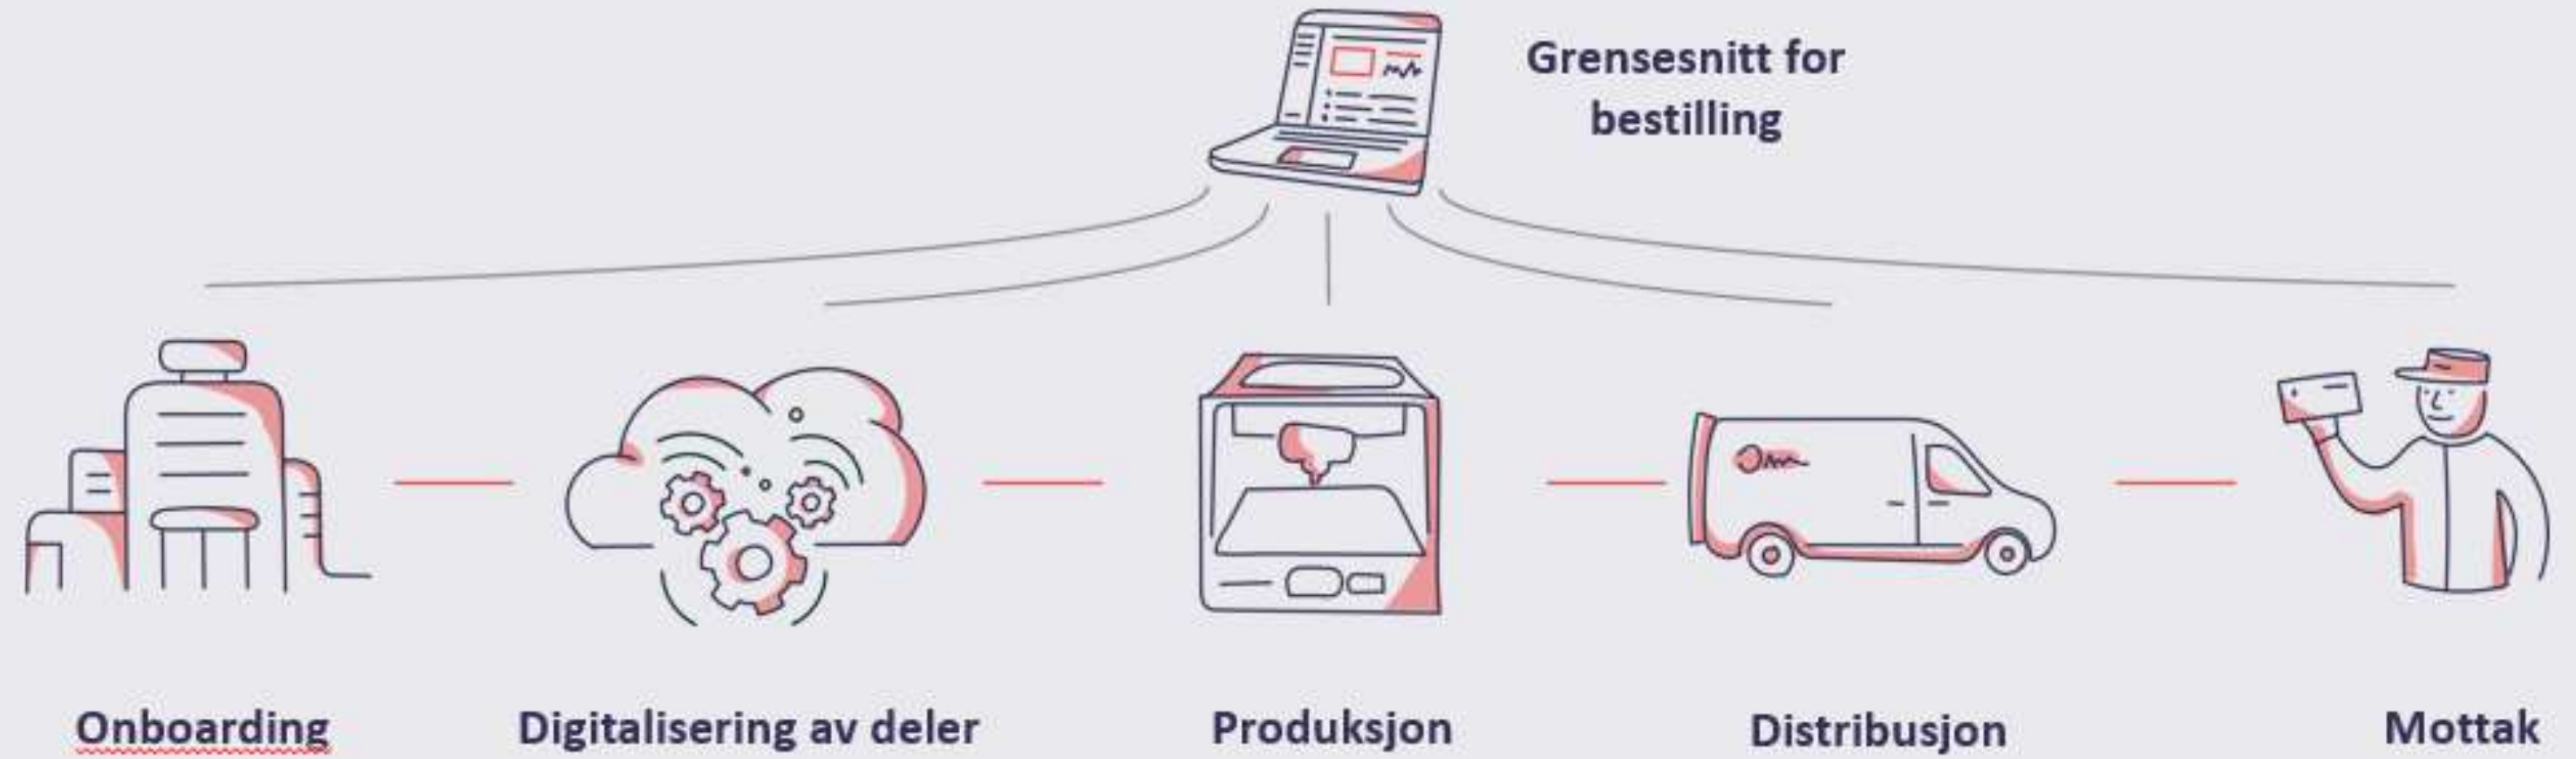 Grensesnitt for
bestilling
Onboarding
Digitalisering av deler
Produksjon
Distribusjon
Mottak